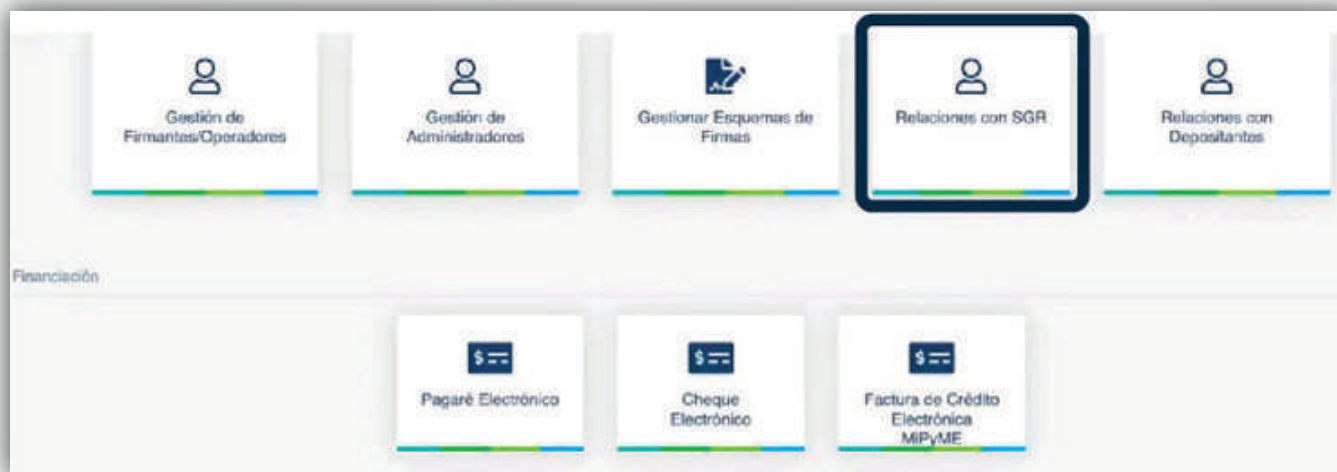 Gestión de
Firmantes/Operadores
Gestión de
Administradores
Gestionar Esquemas de
Firmas
Relaciones con SGR
Relaciones con
Depositantes
Financiación
$
Pagaré Electrónico
$
Cheque
Electrónico
$
Factura de Crédito
Electrónica
MiPyME